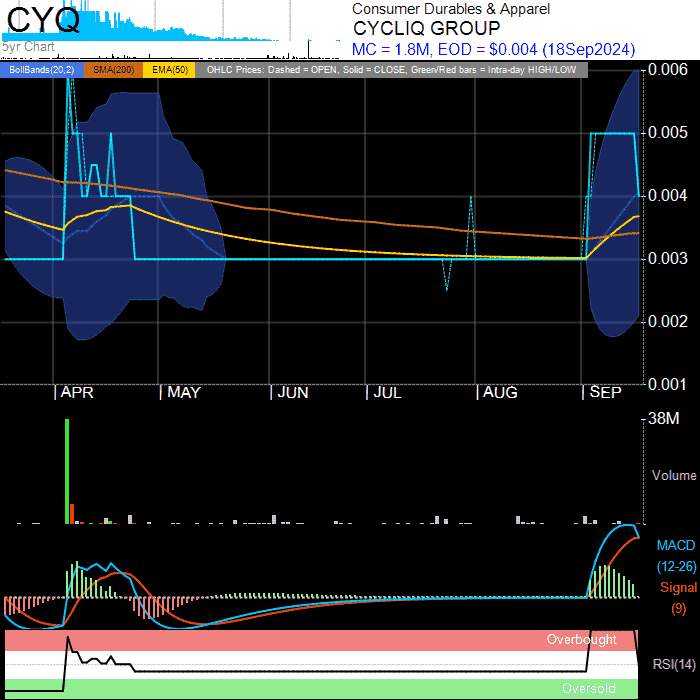 CYQ
5yr Chart
Consumer Durables & Apparel
CYCLIQ GROUP
MC = 1.8M, EOD = $0.004 (18Sep2024)
BollBands(20,2) SMA(200) EMA(50) OHLC Prices: Dashed = OPEN, Solid = CLOSE, Green/Red bars = Intra-day HIGH/LOW
0.006
0.005
0.004
0.003
0.002
0.001
APR MAY JUN JUL AUG SEP
38M
Volume
MACD
(12-26)
Signal
(9)
Overbought
RSI(14)
Oversold